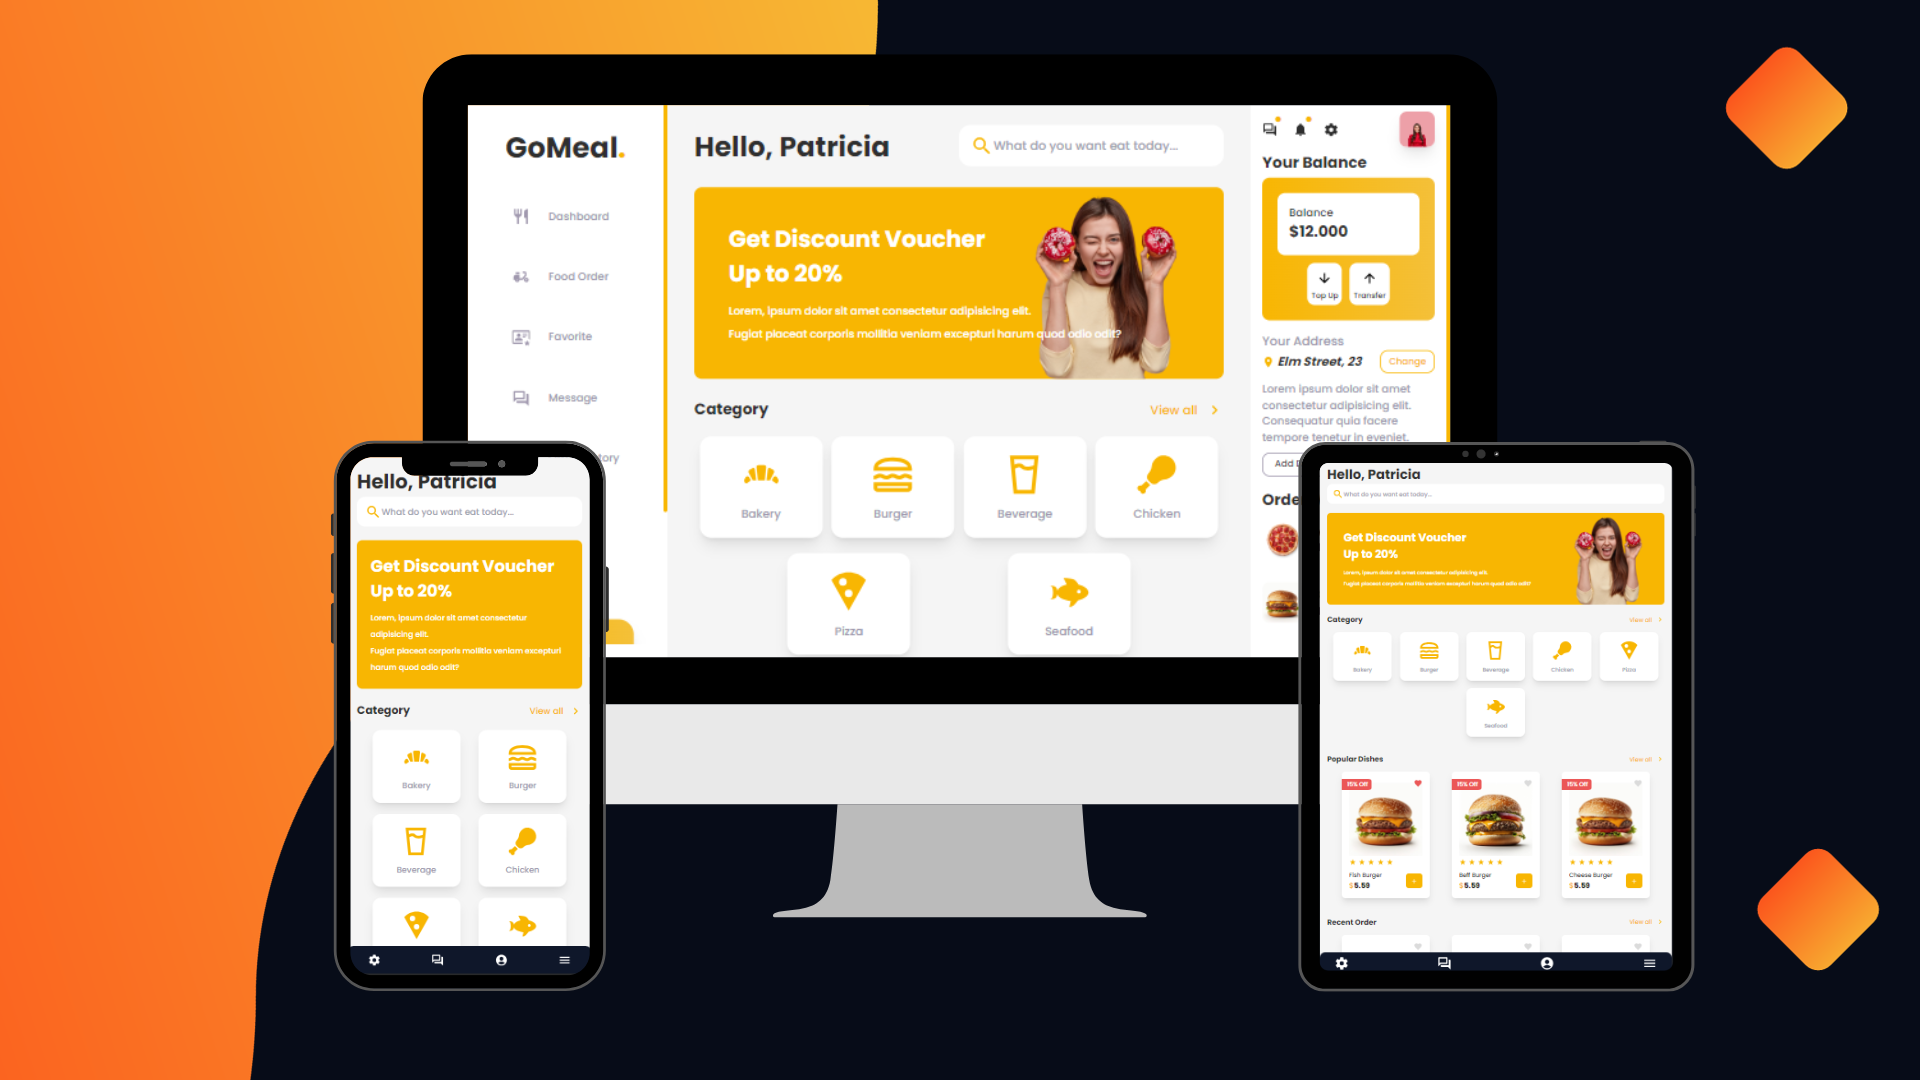 GoMeal.
Dashboard
Food Order
Favorite
Message
tory
Hello, Patricia
What do you want eat today...
Get Discount Voucher
Up to 20%
Lorem, ipsum dolor sit amet consectetur adipisicing elit.
Fugiat placeat corporis mollitia veniam excepturi harum quod odio odit?
Category
View all
Bakery
Burger
Beverage
Chicken
Pizza
Seafood
Your Balance
Balance
$12.000
Top Up
Transfer
Your Address
Elm Street, 23
Change
Lorem ipsum dolor sit amet
consectetur adipisicing elit.
Consequatur quia facere
tempore tenetur in eveniet.
Add D
Orde
Hello, Patricia
What do you want eat today...
Get Discount Voucher
Up to 20%
Lorem, ipsum dolor sit amet consectetur
adipisicing elit.
Fugiat placeat corporis mollitia veniam excepturi
harum quod odio odit?
Category
View all
Bakery
Burger
Beverage
Chicken
Hello, Patricia
What do you want eat today...
Get Discount Voucher
Up to 20%
Lorem, ipsum dolor sit amet consectetur adipisicing elit.
Fugiat placeat corporis mollitia veniam excepturi harum quod odio odit?
Category
View all
Bakery
Burger
Beverage
Chicken
Pizza
Seafood
Popular Dishes
View all
15% Off
15% Off
15% Off
Fish Burger
$5.59
Beff Burger
$5.59
Cheese Burger
$5.59
Recent Order
View all